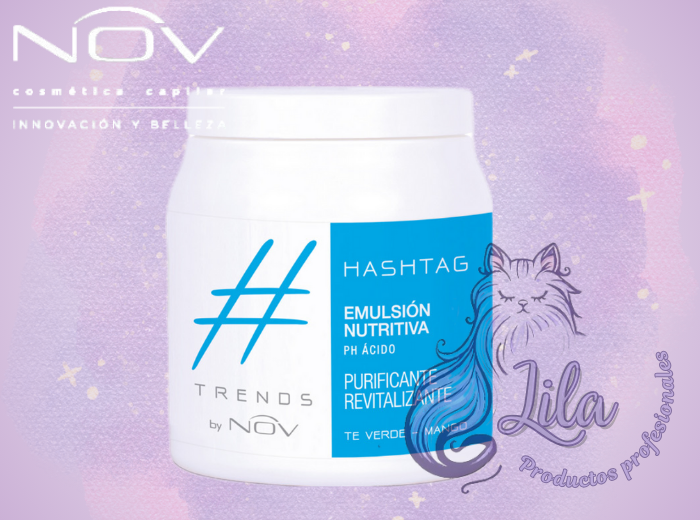 NOV
cosmética capilar
INNOVACIÓN Y BELLEZA
#
TRENDS
by NOV
HASHTAG
EMULSIÓN
NUTRITIVA
PH ÁCIDO
PURIFICANTE
REVITALIZANTE
TE VERDE - MANGO
Lila
Productos profesionales